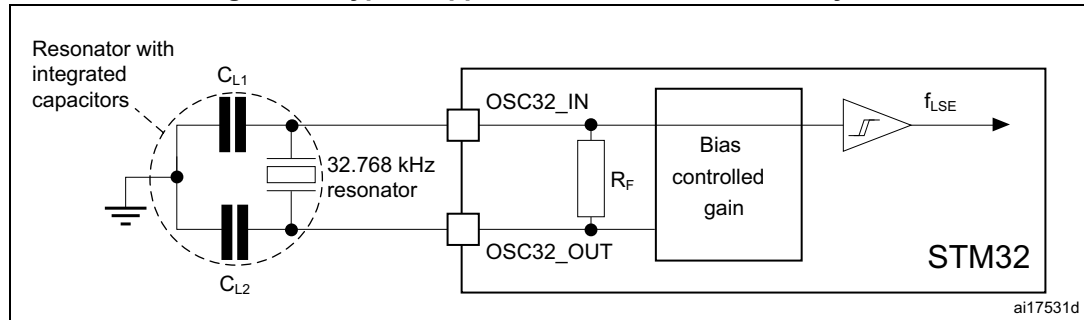 Resonator with
integrated
capacitors
CL1
OSC32_IN
fLSE
32.768 kHz
resonator
RF
Bias
controlled
gain
OSC32_OUT
CL2
STM32
ai17531d